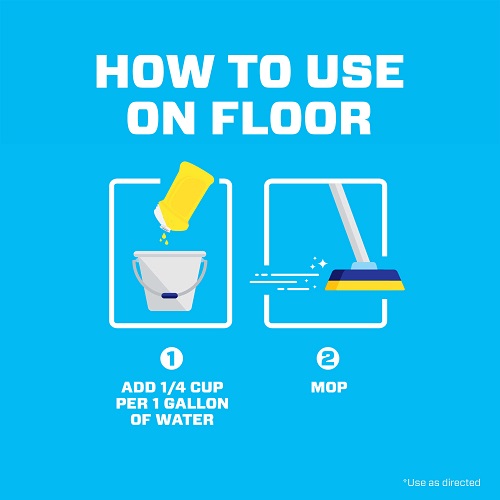 HOW TO USE
ON FLOOR
1
ADD 1/4 CUP
PER 1 GALLON
OF WATER
2
MOP
*Use as directed